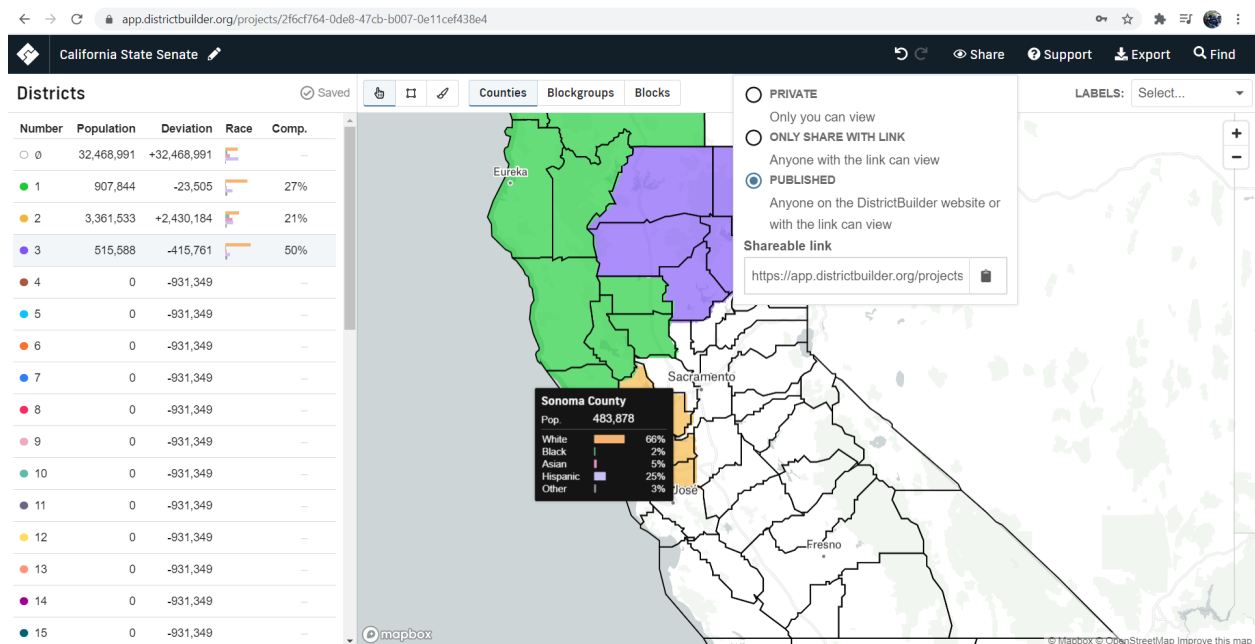 app.districtbuilder.org/projects/2f6cf764-0de8-47cb-b007-0e11cef438e4
California State Senate
Share
Support
Export
Find
Districts
Saved
Counties
Blockgroups
Blocks
LABELS:
Select...
Number Population Deviation Race Comp.
Ø 32,468,991 +32,468,991 —
1 907,844 -23,505 27%
2 3,361,533 +2,430,184 21%
3 515,588 -415,761 50%
4 0 -931,349 —
5 0 -931,349 —
6 0 -931,349 —
7 0 -931,349 —
8 0 -931,349 —
9 0 -931,349 —
10 0 -931,349 —
11 0 -931,349 —
12 0 -931,349 —
13 0 -931,349 —
14 0 -931,349 —
15 0 -931,349 —
PRIVATE
Only you can view
ONLY SHARE WITH LINK
Anyone with the link can view
PUBLISHED
Anyone on the DistrictBuilder website or
with the link can view
Shareable link
https://app.districtbuilder.org/projects
+
−
Eureka
Sacramento
Sonoma County
Pop. 483,878
White 66%
Black 2%
Asian 5%
Hispanic 25%
Other 3%
José
Fresno
mapbox
© Mapbox © OpenStreetMap Improve this map